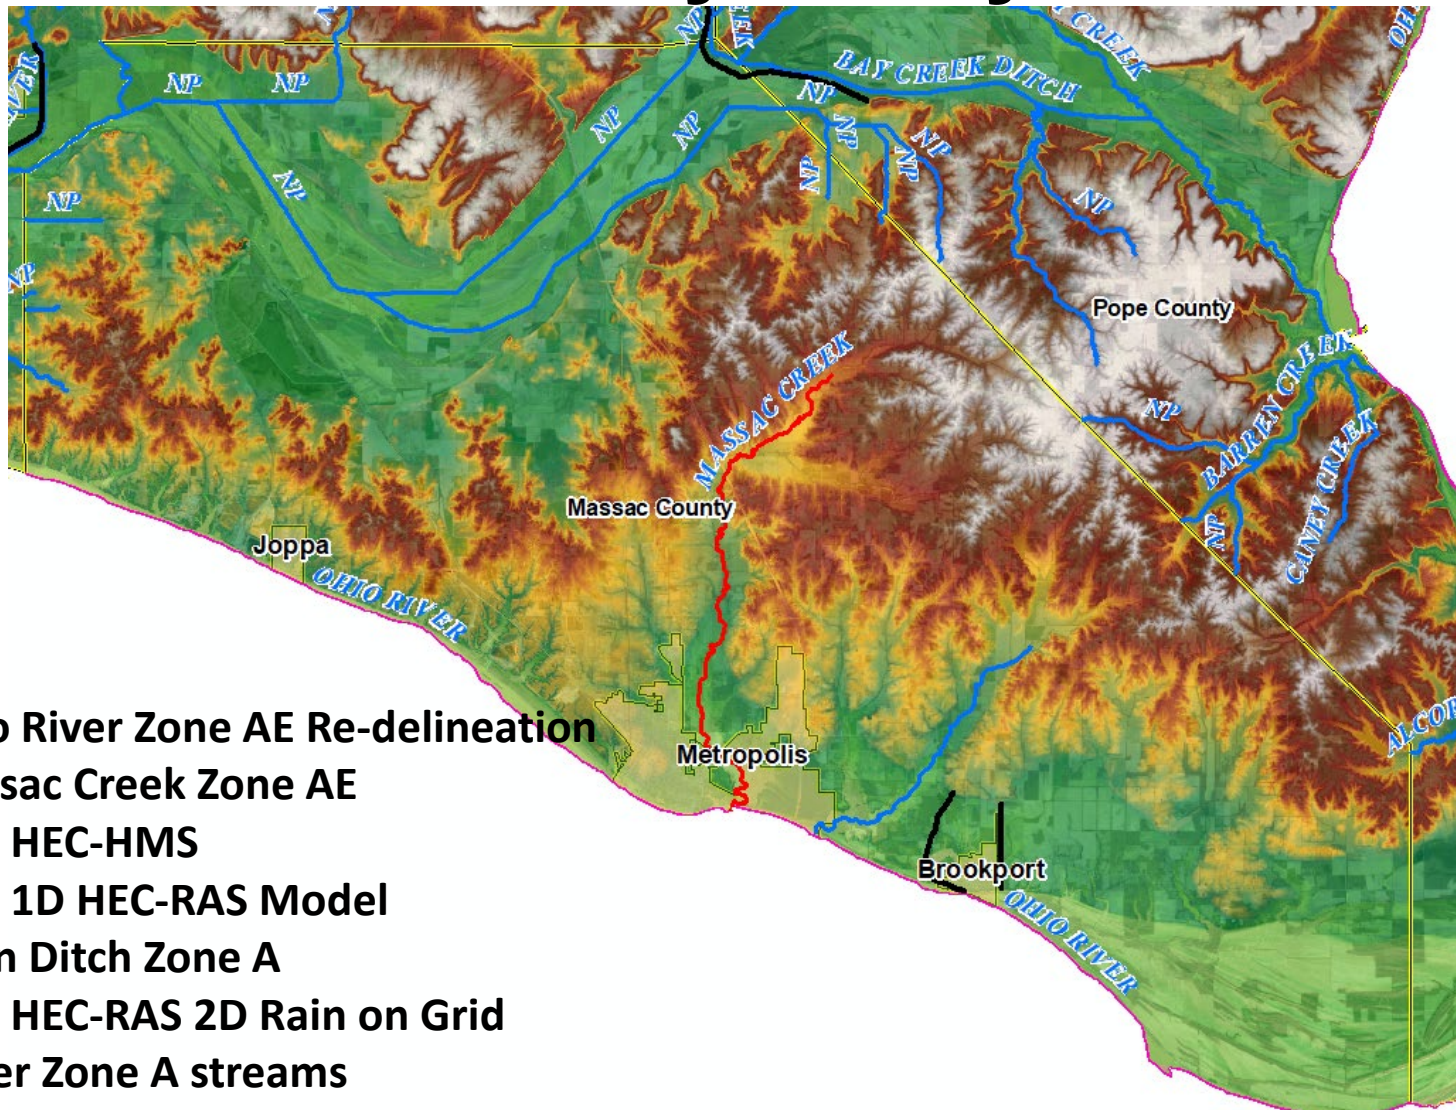 NP
NP
NP
BAY CREEK DITCH
NP
NP
NP
NP
NP
NP
NP
NP
NP
NP
NP
Pope County
MASSAC CREEK
BARREN CREEK
NP
NP
CANEY CREEK
Massac County
Joppa
OHIO RIVER
Metropolis
Brookport
OHIO RIVER
River Zone AE Re-delineation
sac Creek Zone AE
HEC-HMS
1D HEC-RAS Model
n Ditch Zone A
HEC-RAS 2D Rain on Grid
er Zone A streams